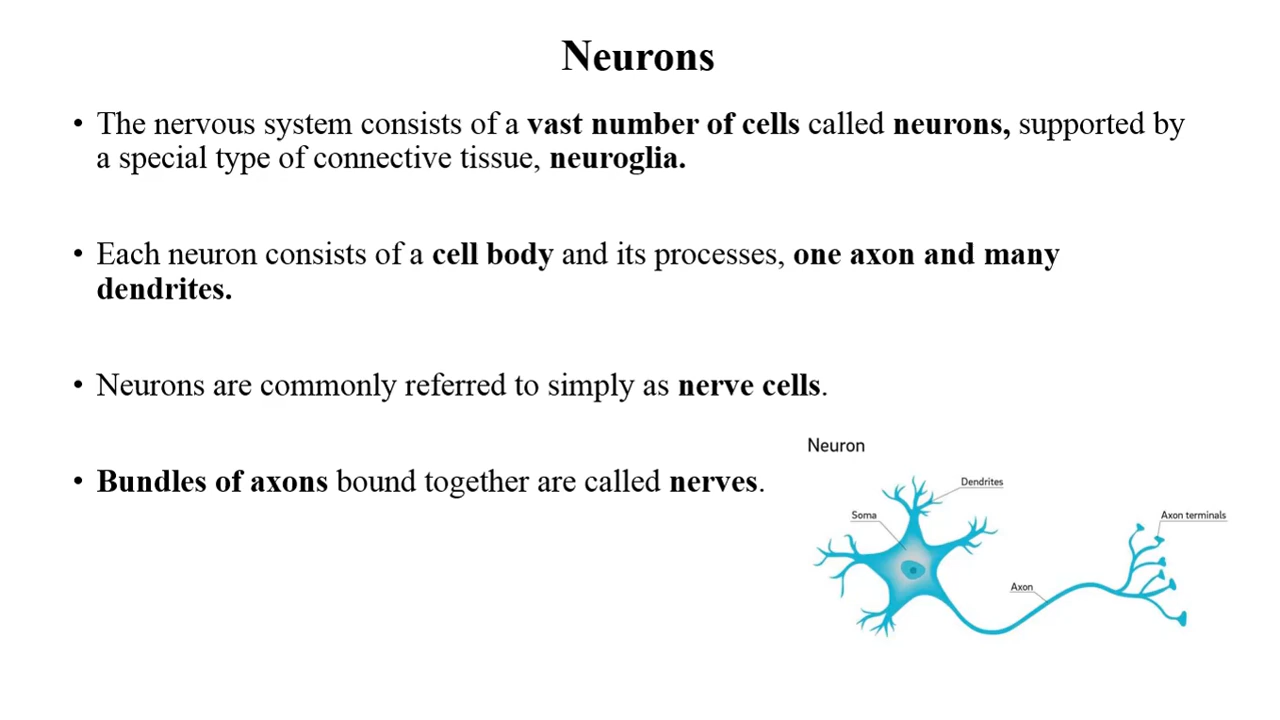 Neurons
• The nervous system consists of a vast number of cells called neurons, supported by
a special type of connective tissue, neuroglia.
• Each neuron consists of a cell body and its processes, one axon and many
dendrites.
• Neurons are commonly referred to simply as nerve cells.
• Bundles of axons bound together are called nerves.
Neuron
Dendrites
Soma
Axon terminals
Axon